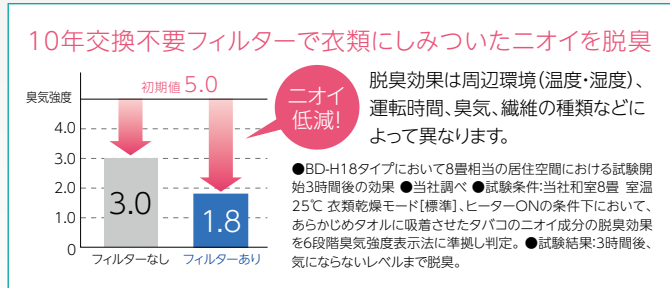 10年交換不要フィルターで衣類にしみついたニオイを脱臭
臭気強度
初期値5.0
4.0
3.0
2.0
1.0
0
3.0
1.8
フィルターなし
フィルターあり
ニオイ
低減!
脱臭効果は周辺環境(温度・湿度)、
運転時間、臭気、繊維の種類などに
よって異なります。
●BD-H18タイプにおいて8畳相当の居住空間における試験開
始3時間後の効果 ●当社調べ ●試験条件:当社和室8畳 室温
25℃ 衣類乾燥モード[標準]、ヒーターONの条件下において、
あらかじめタオルに吸着させたタバコのニオイ成分の脱臭効果
を6段階臭気強度表示法に準拠し判定。 ●試験結果:3時間後、
気にならないレベルまで脱臭。